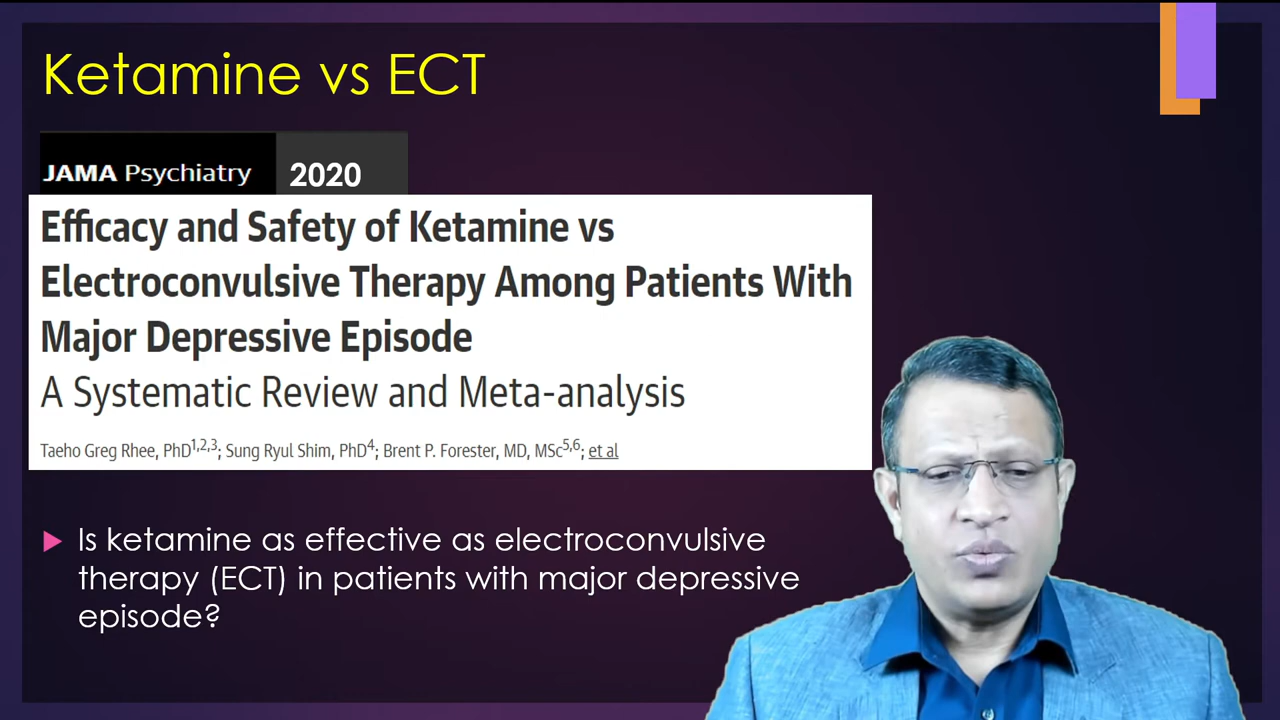 Ketamine vs ECT
JAMA Psychiatry 2020
Efficacy and Safety of Ketamine vs
Electroconvulsive Therapy Among Patients With
Major Depressive Episode
A Systematic Review and Meta-analysis
Taeho Greg Rhee, PhD1,2,3; Sung Ryul Shim, PhD4; Brent P. Forester, MD, MSc5,6; et al
Is ketamine as effective as electroconvulsive
therapy (ECT) in patients with major depressive
episode?